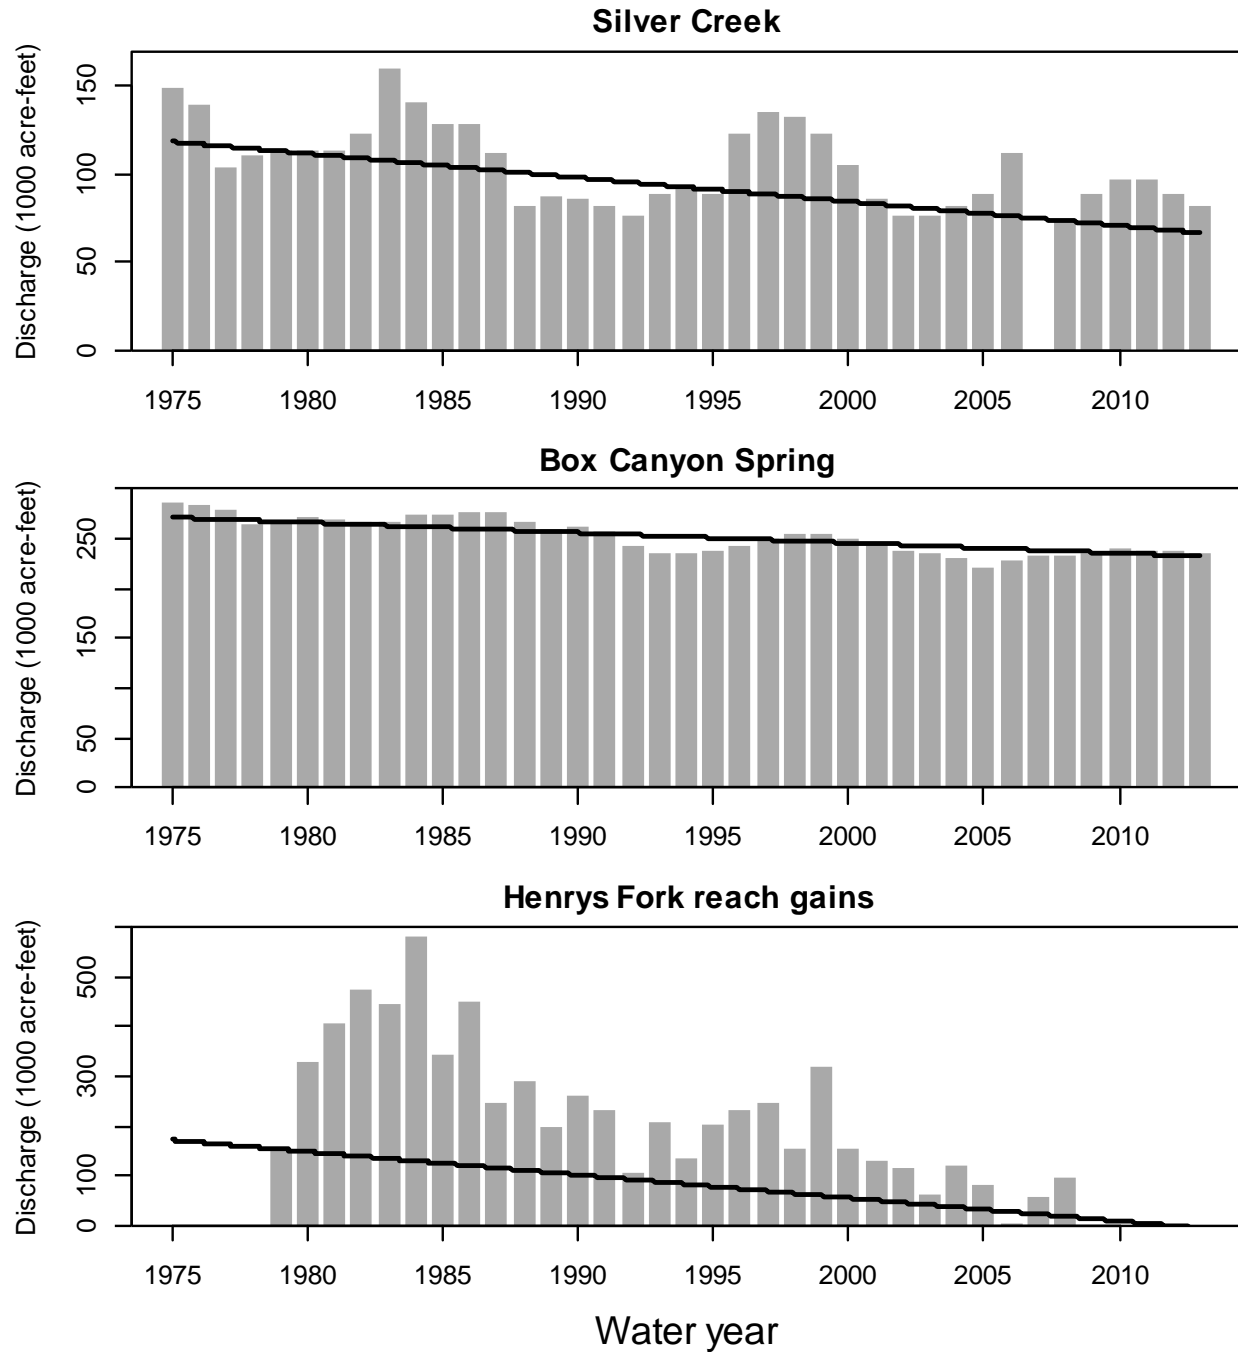 Silver Creek
Discharge (1000 acre-feet)
150
100
50
0
1975 1980 1985 1990 1995 2000 2005 2010
Box Canyon Spring
Discharge (1000 acre-feet)
250
150
50
0
1975 1980 1985 1990 1995 2000 2005 2010
Henrys Fork reach gains
Discharge (1000 acre-feet)
500
300
100
0
1975 1980 1985 1990 1995 2000 2005 2010
Water year